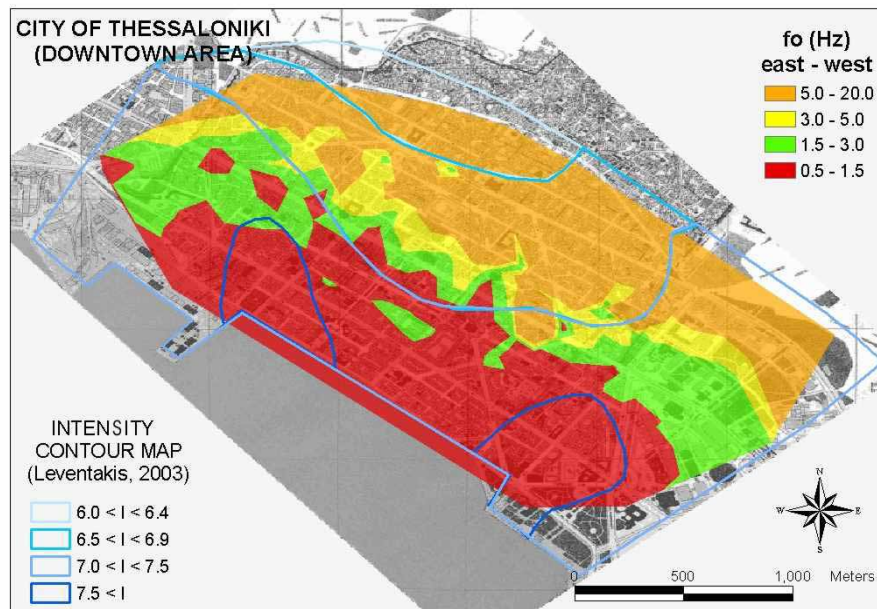 CITY OF THESSALONIKI
(DOWNTOWN AREA)
fo (Hz)
east - west
5.0 - 20.0
3.0 - 5.0
1.5 - 3.0
0.5 - 1.5
INTENSITY
CONTOUR MAP
(Leventakis, 2003)
6.0 < I < 6.4
6.5 < I < 6.9
7.0 < I < 7.5
7.5 < I
N
W
E
S
0 500 1,000 Meters